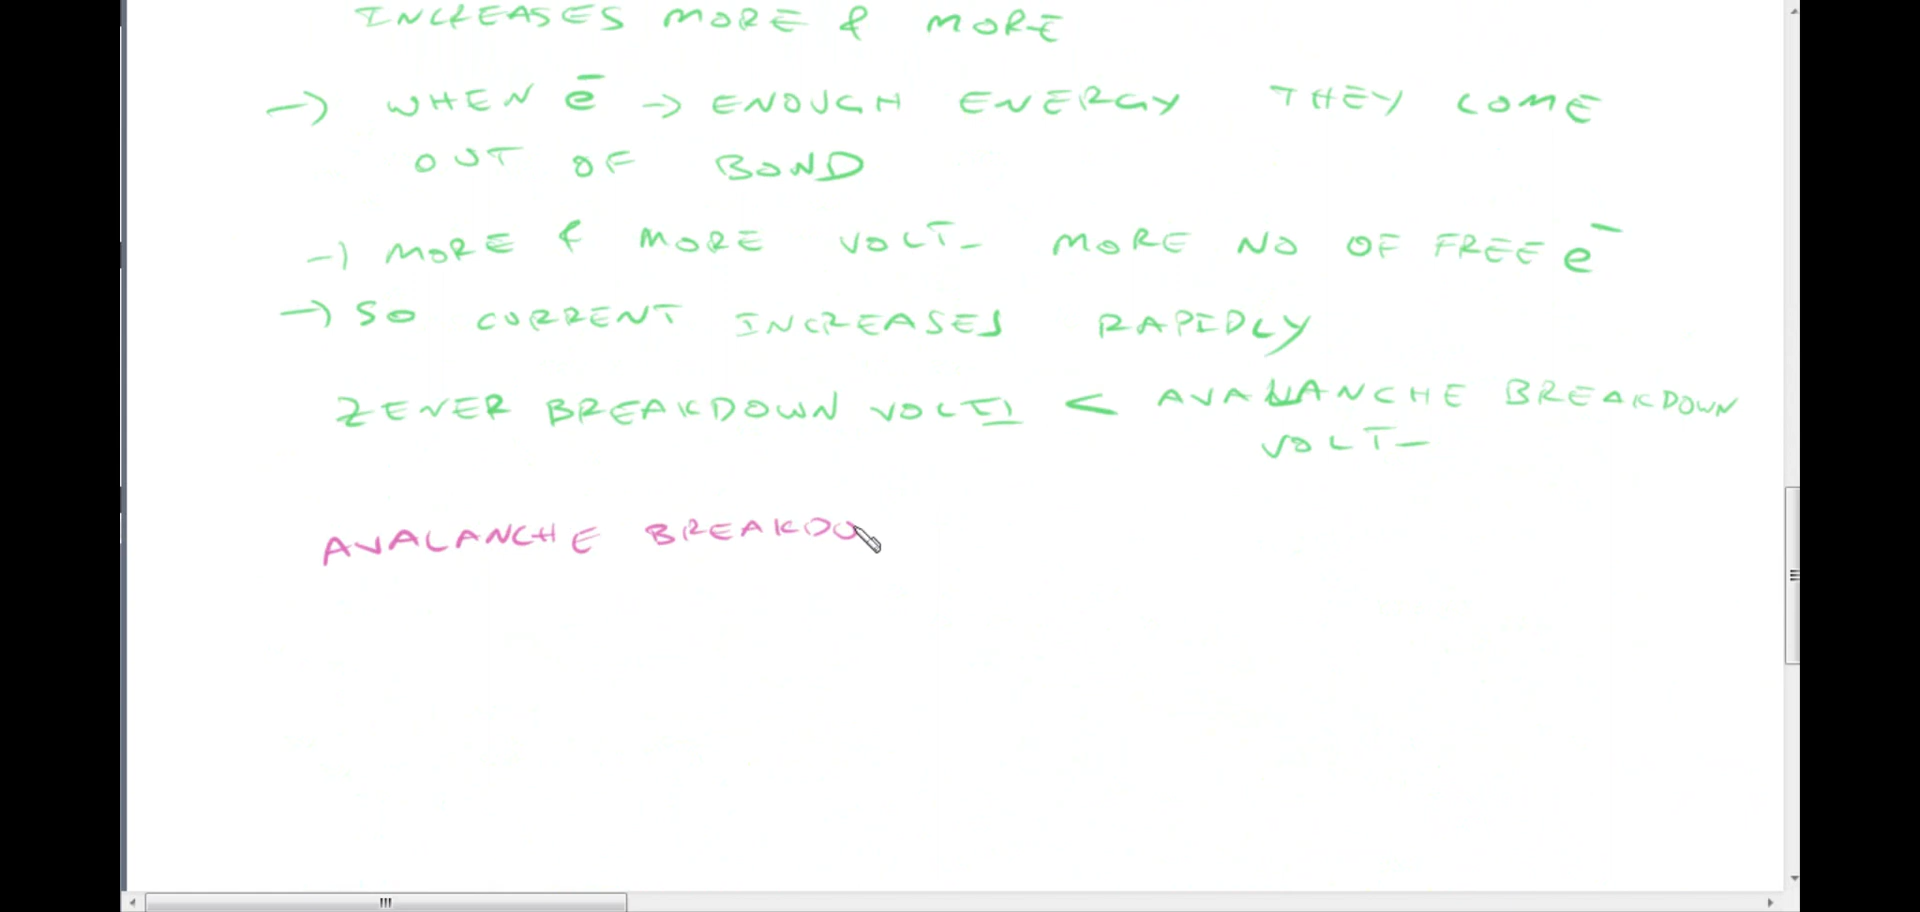 INCREASES MORE & MORE
→ WHEN e̅ → ENOUGH ENERGY THEY COME
OUT OF BOND
→ MORE & MORE VOLT- MORE NO OF FREE e⁻
→ SO CURRENT INCREASES RAPIDLY
ZENER BREAKDOWN VOLT < AVALANCHE BREAKDOWN
VOLT-
AVALANCHE BREAKDO